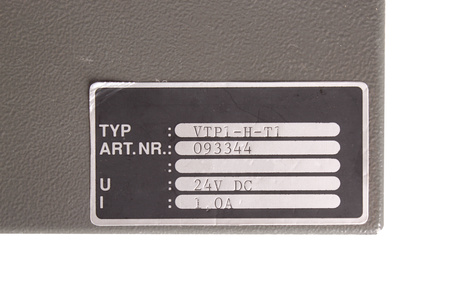 TYP : VTP1-H-T1
ART.NR.: 093344
:
U : 24V DC
I : 1,0A